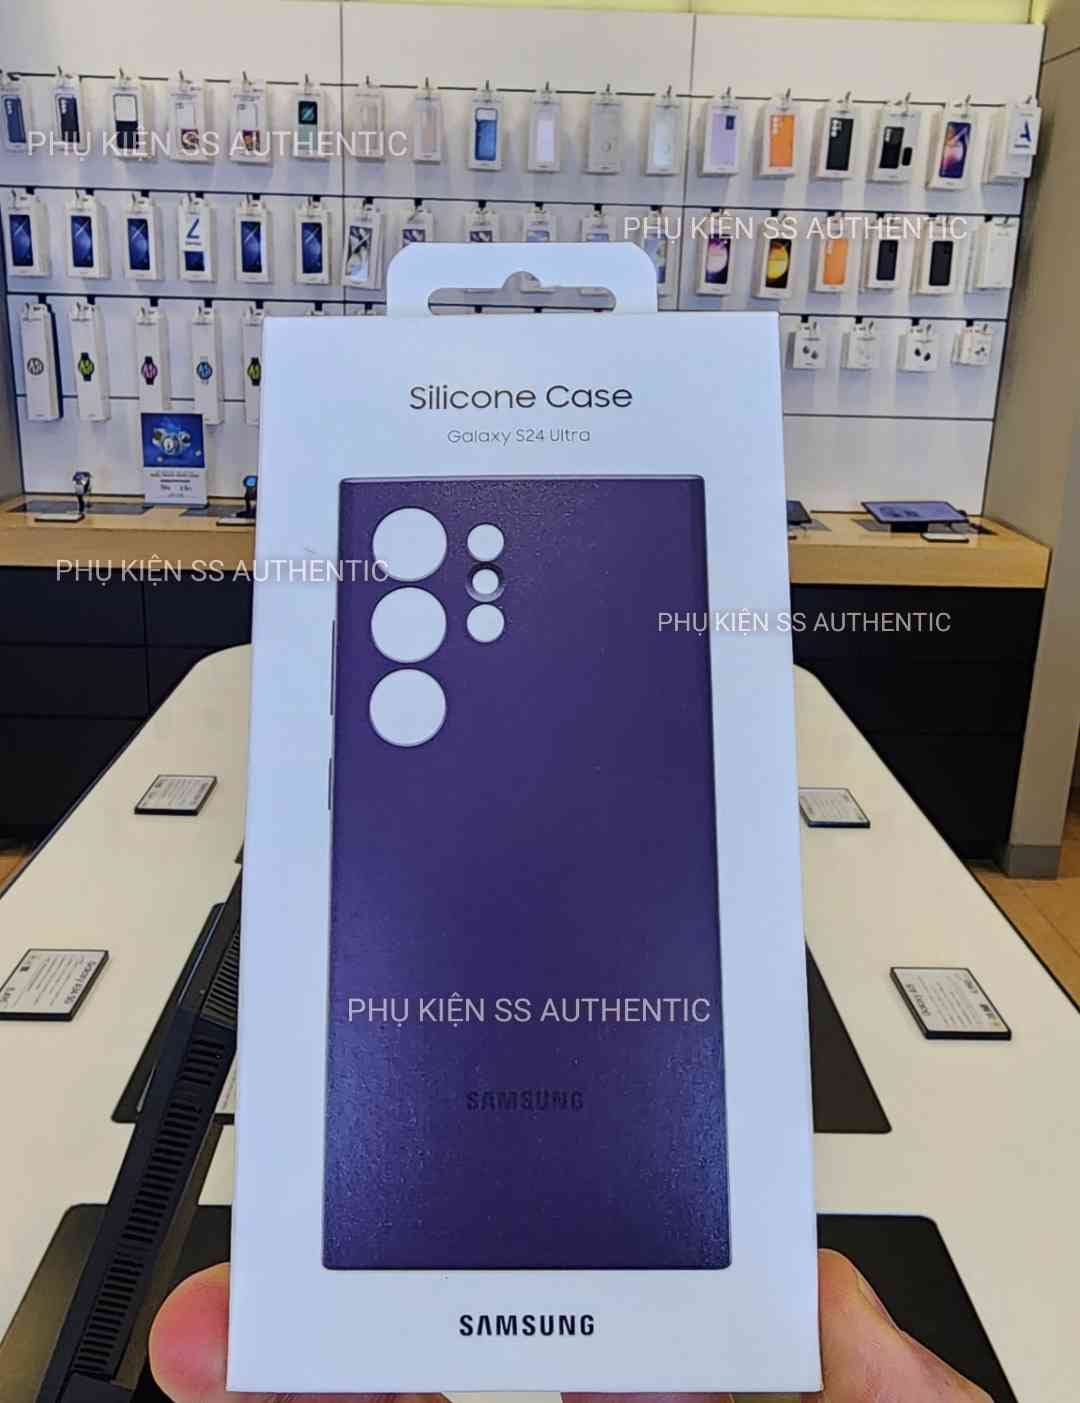 PHỤ KIỆN SS AUTHENTIC
PHỤ KIỆN SS AUTHENTIC
Silicone Case
Galaxy S24 Ultra
PHỤ KIỆN SS AUTHENTIC
PHỤ KIỆN SS AUTHENTIC
PHỤ KIỆN SS AUTHENTIC
SAMSUNG
SAMSUNG